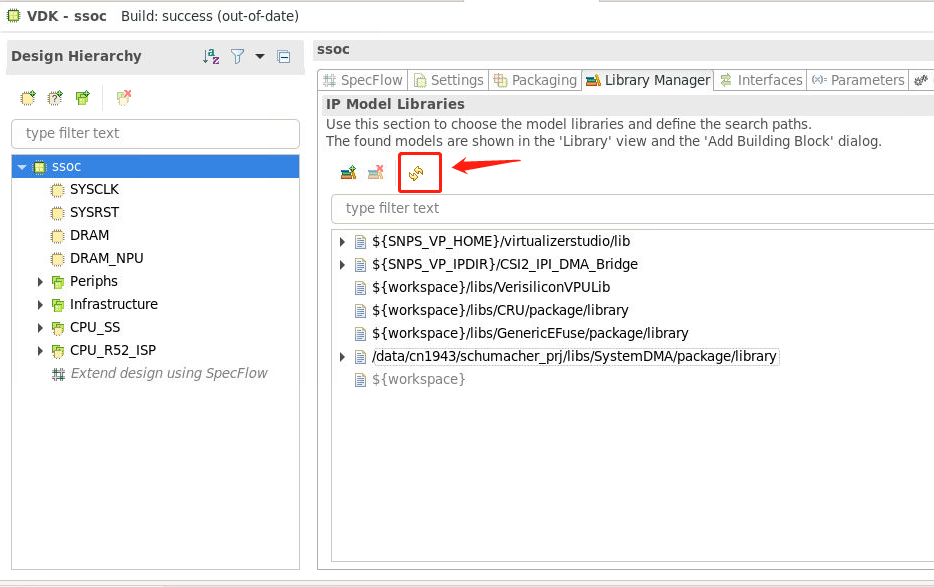 VDK - ssoc Build: success (out-of-date)
Design Hierarchy
type filter text
ssoc
SYSCLK
SYSRST
DRAM
DRAM_NPU
Periphs
Infrastructure
CPU_SS
CPU_R52_ISP
Extend design using SpecFlow
ssoc
SpecFlow Settings Packaging Library Manager Interfaces Parameters
IP Model Libraries
Use this section to choose the model libraries and define the search paths.
The found models are shown in the 'Library' view and the 'Add Building Block' dialog.
type filter text
${SNPS_VP_HOME}/virtualizerstudio/lib
${SNPS_VP_IPDIR}/CSI2_IPI_DMA_Bridge
${workspace}/libs/VerisiliconVPULib
${workspace}/libs/CRU/package/library
${workspace}/libs/GenericEFuse/package/library
/data/cn1943/schumacher_prj/libs/SystemDMA/package/library
${workspace}